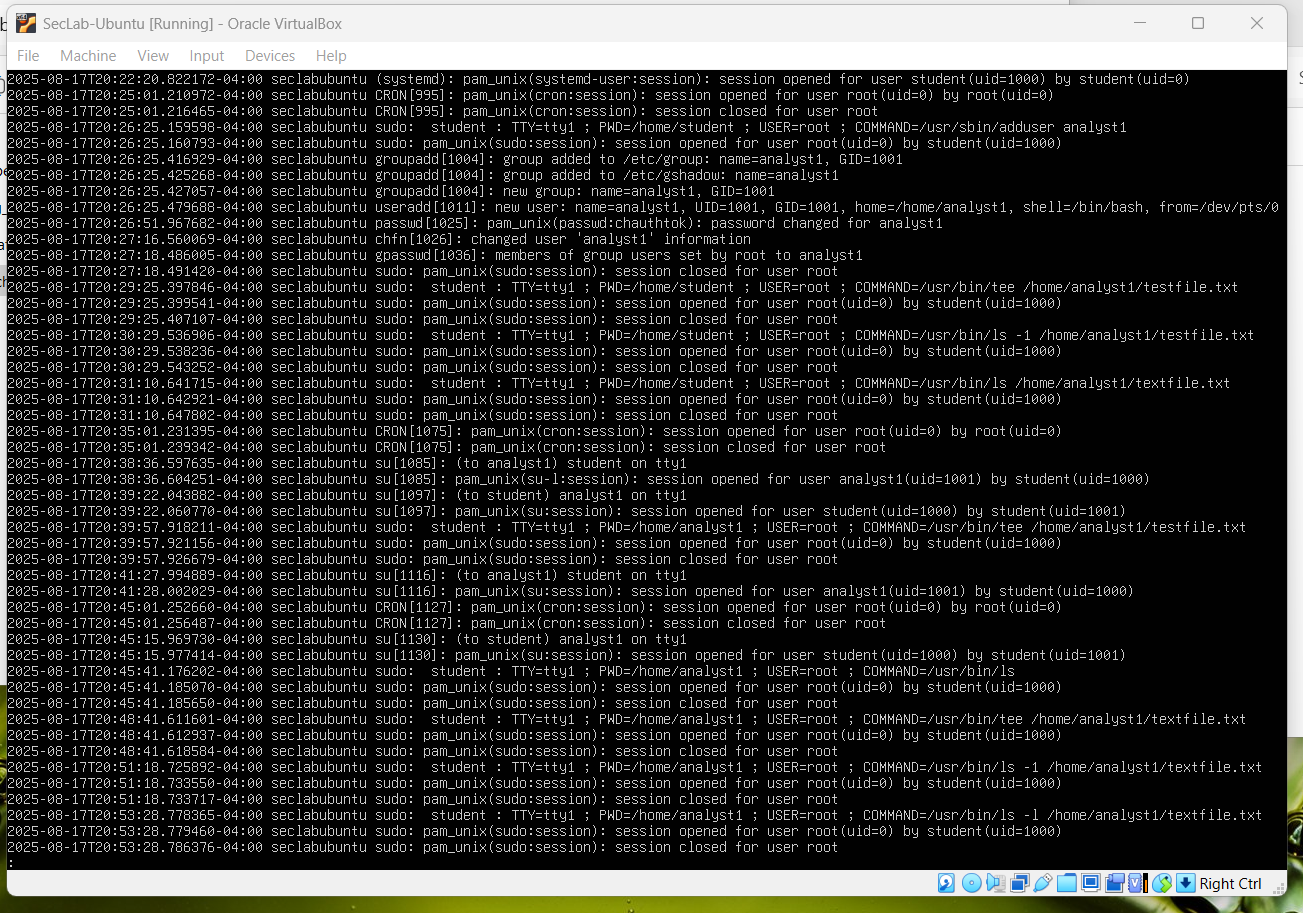 SecLab-Ubuntu [Running] - Oracle VirtualBox
File Machine View Input Devices Help
2025-08-17T20:22:20.822172-04:00 seclabubuntu (systemd): pam_unix(systemd-user:session): session opened for user student(uid=1000) by student(uid=0)
2025-08-17T20:25:01.210972-04:00 seclabubuntu CRON[995]: pam_unix(cron:session): session opened for user root(uid=0) by root(uid=0)
2025-08-17T20:25:01.216465-04:00 seclabubuntu CRON[995]: pam_unix(cron:session): session closed for user root
2025-08-17T20:26:25.159598-04:00 seclabubuntu sudo:  student : TTY=tty1 ; PWD=/home/student ; USER=root ; COMMAND=/usr/sbin/adduser analyst1
2025-08-17T20:26:25.160793-04:00 seclabubuntu sudo: pam_unix(sudo:session): session opened for user root(uid=0) by student(uid=1000)
2025-08-17T20:26:25.416929-04:00 seclabubuntu groupadd[1004]: group added to /etc/group: name=analyst1, GID=1001
2025-08-17T20:26:25.425268-04:00 seclabubuntu groupadd[1004]: group added to /etc/gshadow: name=analyst1
2025-08-17T20:26:25.427057-04:00 seclabubuntu groupadd[1004]: new group: name=analyst1, GID=1001
2025-08-17T20:26:25.479688-04:00 seclabubuntu useradd[1011]: new user: name=analyst1, UID=1001, GID=1001, home=/home/analyst1, shell=/bin/bash, from=/dev/pts/0
2025-08-17T20:26:51.967682-04:00 seclabubuntu passwd[1025]: pam_unix(passwd:chauthtok): password changed for analyst1
2025-08-17T20:27:16.560069-04:00 seclabubuntu chfn[1026]: changed user 'analyst1' information
2025-08-17T20:27:18.486005-04:00 seclabubuntu gpasswd[1036]: members of group users set by root to analyst1
2025-08-17T20:27:18.491420-04:00 seclabubuntu sudo: pam_unix(sudo:session): session closed for user root
2025-08-17T20:29:25.397846-04:00 seclabubuntu sudo:  student : TTY=tty1 ; PWD=/home/student ; USER=root ; COMMAND=/usr/bin/tee /home/analyst1/testfile.txt
2025-08-17T20:29:25.399541-04:00 seclabubuntu sudo: pam_unix(sudo:session): session opened for user root(uid=0) by student(uid=1000)
2025-08-17T20:29:25.407107-04:00 seclabubuntu sudo: pam_unix(sudo:session): session closed for user root
2025-08-17T20:30:29.536906-04:00 seclabubuntu sudo:  student : TTY=tty1 ; PWD=/home/student ; USER=root ; COMMAND=/usr/bin/ls -1 /home/analyst1/testfile.txt
2025-08-17T20:30:29.538236-04:00 seclabubuntu sudo: pam_unix(sudo:session): session opened for user root(uid=0) by student(uid=1000)
2025-08-17T20:30:29.543252-04:00 seclabubuntu sudo: pam_unix(sudo:session): session closed for user root
2025-08-17T20:31:10.641715-04:00 seclabubuntu sudo:  student : TTY=tty1 ; PWD=/home/student ; USER=root ; COMMAND=/usr/bin/ls /home/analyst1/textfile.txt
2025-08-17T20:31:10.642921-04:00 seclabubuntu sudo: pam_unix(sudo:session): session opened for user root(uid=0) by student(uid=1000)
2025-08-17T20:31:10.647802-04:00 seclabubuntu sudo: pam_unix(sudo:session): session closed for user root
2025-08-17T20:35:01.231395-04:00 seclabubuntu CRON[1075]: pam_unix(cron:session): session opened for user root(uid=0) by root(uid=0)
2025-08-17T20:35:01.239342-04:00 seclabubuntu CRON[1075]: pam_unix(cron:session): session closed for user root
2025-08-17T20:38:36.597635-04:00 seclabubuntu su[1085]: (to analyst1) student on tty1
2025-08-17T20:38:36.604251-04:00 seclabubuntu su[1085]: pam_unix(su-l:session): session opened for user analyst1(uid=1001) by student(uid=1000)
2025-08-17T20:39:22.043882-04:00 seclabubuntu su[1097]: (to student) analyst1 on tty1
2025-08-17T20:39:22.060770-04:00 seclabubuntu su[1097]: pam_unix(su:session): session opened for user student(uid=1000) by student(uid=1001)
2025-08-17T20:39:57.918211-04:00 seclabubuntu sudo:  student : TTY=tty1 ; PWD=/home/analyst1 ; USER=root ; COMMAND=/usr/bin/tee /home/analyst1/testfile.txt
2025-08-17T20:39:57.921156-04:00 seclabubuntu sudo: pam_unix(sudo:session): session opened for user root(uid=0) by student(uid=1000)
2025-08-17T20:39:57.926679-04:00 seclabubuntu sudo: pam_unix(sudo:session): session closed for user root
2025-08-17T20:41:27.994889-04:00 seclabubuntu su[1116]: (to analyst1) student on tty1
2025-08-17T20:41:28.002029-04:00 seclabubuntu su[1116]: pam_unix(su:session): session opened for user analyst1(uid=1001) by student(uid=1000)
2025-08-17T20:45:01.252660-04:00 seclabubuntu CRON[1127]: pam_unix(cron:session): session opened for user root(uid=0) by root(uid=0)
2025-08-17T20:45:01.256487-04:00 seclabubuntu CRON[1127]: pam_unix(cron:session): session closed for user root
2025-08-17T20:45:15.969730-04:00 seclabubuntu su[1130]: (to student) analyst1 on tty1
2025-08-17T20:45:15.977414-04:00 seclabubuntu su[1130]: pam_unix(su:session): session opened for user student(uid=1000) by student(uid=1001)
2025-08-17T20:45:41.176202-04:00 seclabubuntu sudo:  student : TTY=tty1 ; PWD=/home/analyst1 ; USER=root ; COMMAND=/usr/bin/ls
2025-08-17T20:45:41.185070-04:00 seclabubuntu sudo: pam_unix(sudo:session): session opened for user root(uid=0) by student(uid=1000)
2025-08-17T20:45:41.185650-04:00 seclabubuntu sudo: pam_unix(sudo:session): session closed for user root
2025-08-17T20:48:41.611601-04:00 seclabubuntu sudo:  student : TTY=tty1 ; PWD=/home/analyst1 ; USER=root ; COMMAND=/usr/bin/tee /home/analyst1/textfile.txt
2025-08-17T20:48:41.612937-04:00 seclabubuntu sudo: pam_unix(sudo:session): session opened for user root(uid=0) by student(uid=1000)
2025-08-17T20:48:41.618584-04:00 seclabubuntu sudo: pam_unix(sudo:session): session closed for user root
2025-08-17T20:51:18.725892-04:00 seclabubuntu sudo:  student : TTY=tty1 ; PWD=/home/analyst1 ; USER=root ; COMMAND=/usr/bin/ls -1 /home/analyst1/textfile.txt
2025-08-17T20:51:18.733550-04:00 seclabubuntu sudo: pam_unix(sudo:session): session opened for user root(uid=0) by student(uid=1000)
2025-08-17T20:51:18.733717-04:00 seclabubuntu sudo: pam_unix(sudo:session): session closed for user root
2025-08-17T20:53:28.778365-04:00 seclabubuntu sudo:  student : TTY=tty1 ; PWD=/home/analyst1 ; USER=root ; COMMAND=/usr/bin/ls -l /home/analyst1/textfile.txt
2025-08-17T20:53:28.779460-04:00 seclabubuntu sudo: pam_unix(sudo:session): session opened for user root(uid=0) by student(uid=1000)
2025-08-17T20:53:28.786376-04:00 seclabubuntu sudo: pam_unix(sudo:session): session closed for user root
:
Right Ctrl